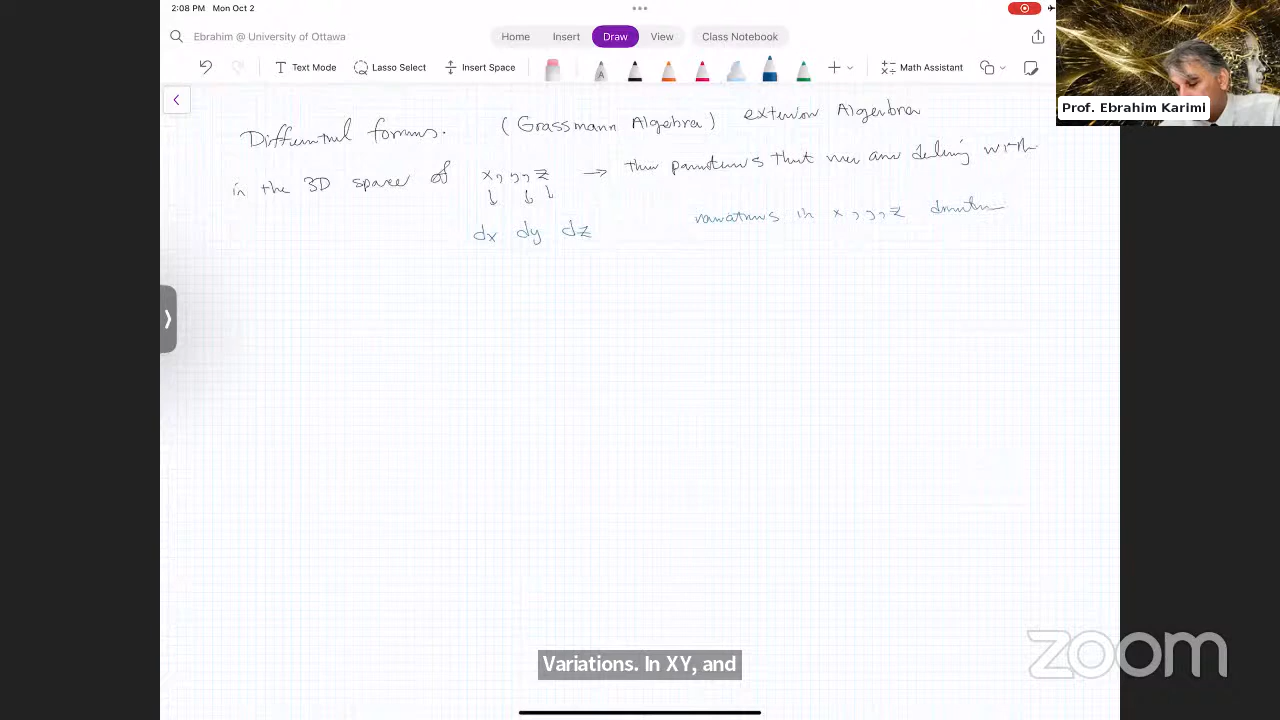 2:08 PM Mon Oct 2
Ebrahim @ University of Ottawa
Home Insert Draw View Class Notebook
Text Mode Lasso Select Insert Space Math Assistant
Prof. Ebrahim Karimi
Differential forms. (Grassmann Algebra) exterior Algebra
in the 3D space of x, y, z → the parameters that we are dealing with
↓ ↓ ↓
dx dy dz variations in x, y, z
Variations. In XY, and
zoom